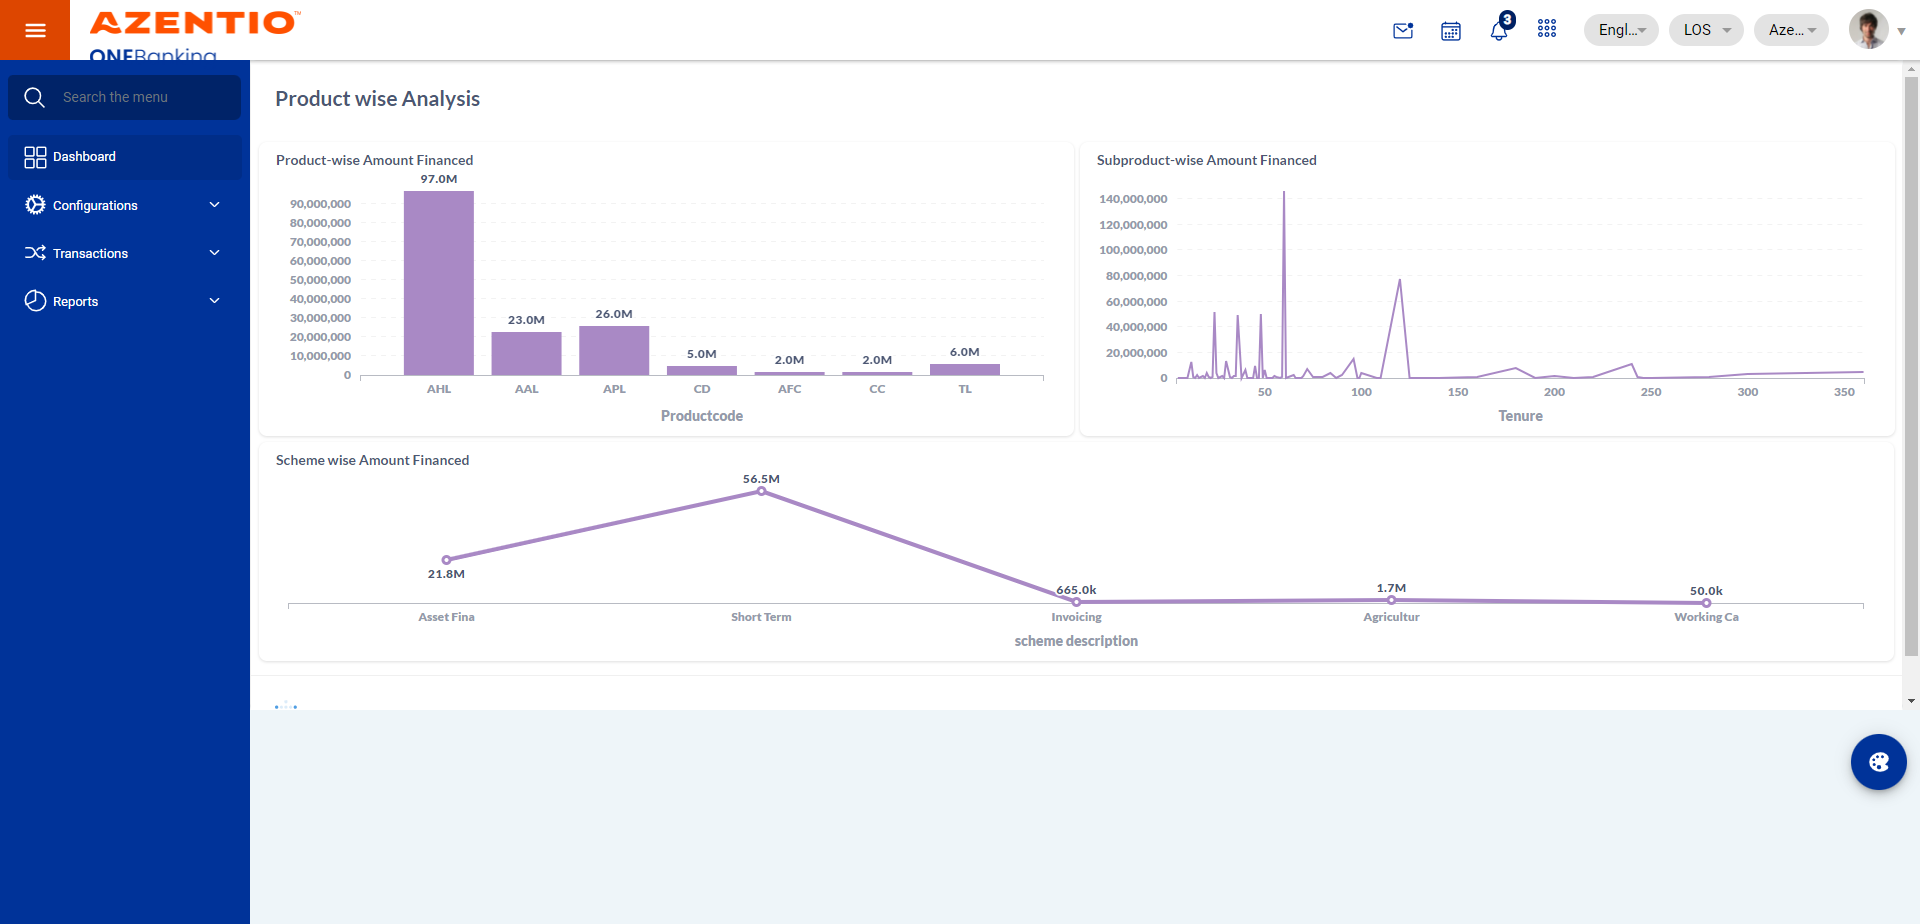 AZENTIO™
ONEBanking
3
Engl...
LOS
Aze...
Search the menu
Dashboard
Configurations
Transactions
Reports
Product wise Analysis
Product-wise Amount Financed
97.0M
90,000,000
80,000,000
70,000,000
60,000,000
50,000,000
40,000,000
30,000,000
20,000,000
10,000,000
0
23.0M
26.0M
5.0M
2.0M
2.0M
6.0M
AHL
AAL
APL
CD
AFC
CC
TL
Productcode
Subproduct-wise Amount Financed
140,000,000
120,000,000
100,000,000
80,000,000
60,000,000
40,000,000
20,000,000
0
50
100
150
200
250
300
350
Tenure
Scheme wise Amount Financed
56.5M
21.8M
665.0k
1.7M
50.0k
Asset Fina
Short Term
Invoicing
Agricultur
Working Ca
scheme description